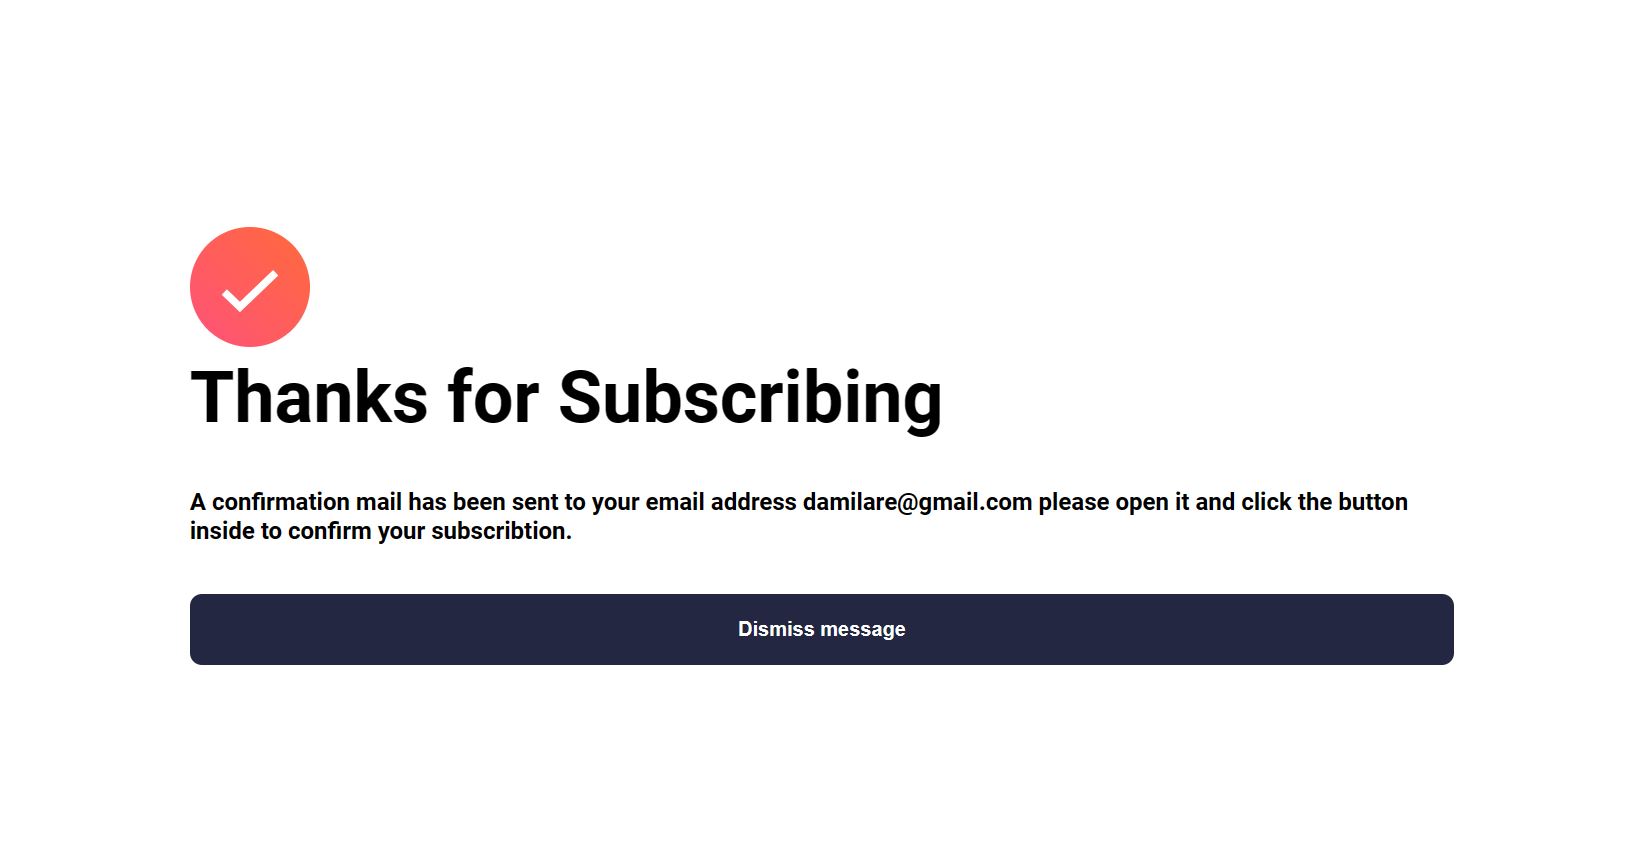 Thanks for Subscribing
A confirmation mail has been sent to your email address damilare@gmail.com please open it and click the button
inside to confirm your subscribtion.
Dismiss message